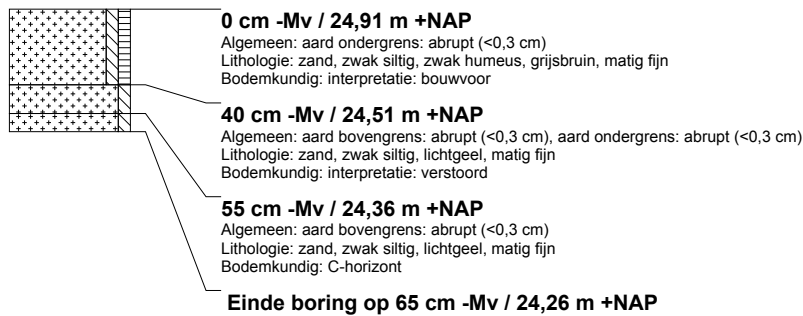 0 cm -Mv / 24,91 m +NAP
Algemeen: aard ondergrens: abrupt (<0,3 cm)
Lithologie: zand, zwak siltig, zwak humeus, grijsbruin, matig fijn
Bodemkundig: interpretatie: bouwvoor
40 cm -Mv / 24,51 m +NAP
Algemeen: aard bovengrens: abrupt (<0,3 cm), aard ondergrens: abrupt (<0,3 cm)
Lithologie: zand, zwak siltig, lichtgeel, matig fijn
Bodemkundig: interpretatie: verstoord
55 cm -Mv / 24,36 m +NAP
Algemeen: aard bovengrens: abrupt (<0,3 cm)
Lithologie: zand, zwak siltig, lichtgeel, matig fijn
Bodemkundig: C-horizont
Einde boring op 65 cm -Mv / 24,26 m +NAP